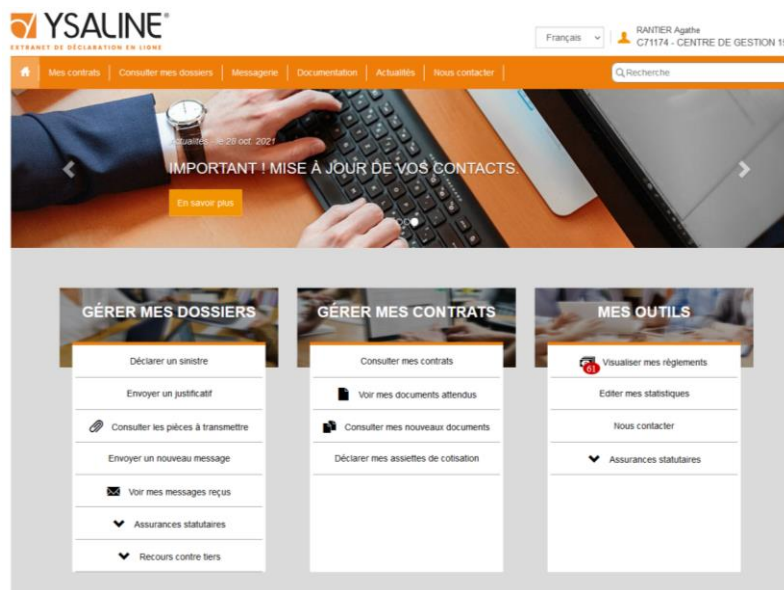 YSALINE®
EXTRANET DE DÉCLARATION EN LIGNE
Français
RANTIER Agathe
C71174 - CENTRE DE GESTION 15
Mes contrats
Consulter mes dossiers
Messagerie
Documentation
Actualités
Nous contacter
Recherche
Actualités - le 28 oct. 2021
IMPORTANT ! MISE À JOUR DE VOS CONTACTS.
En savoir plus
GÉRER MES DOSSIERS
Déclarer un sinistre
Envoyer un justificatif
Consulter les pièces à transmettre
Envoyer un nouveau message
Voir mes messages reçus
Assurances statutaires
Recours contre tiers
GÉRER MES CONTRATS
Consulter mes contrats
Voir mes documents attendus
Consulter mes nouveaux documents
Déclarer mes assiettes de cotisation
MES OUTILS
61
Visualiser mes règlements
Editer mes statistiques
Nous contacter
Assurances statutaires